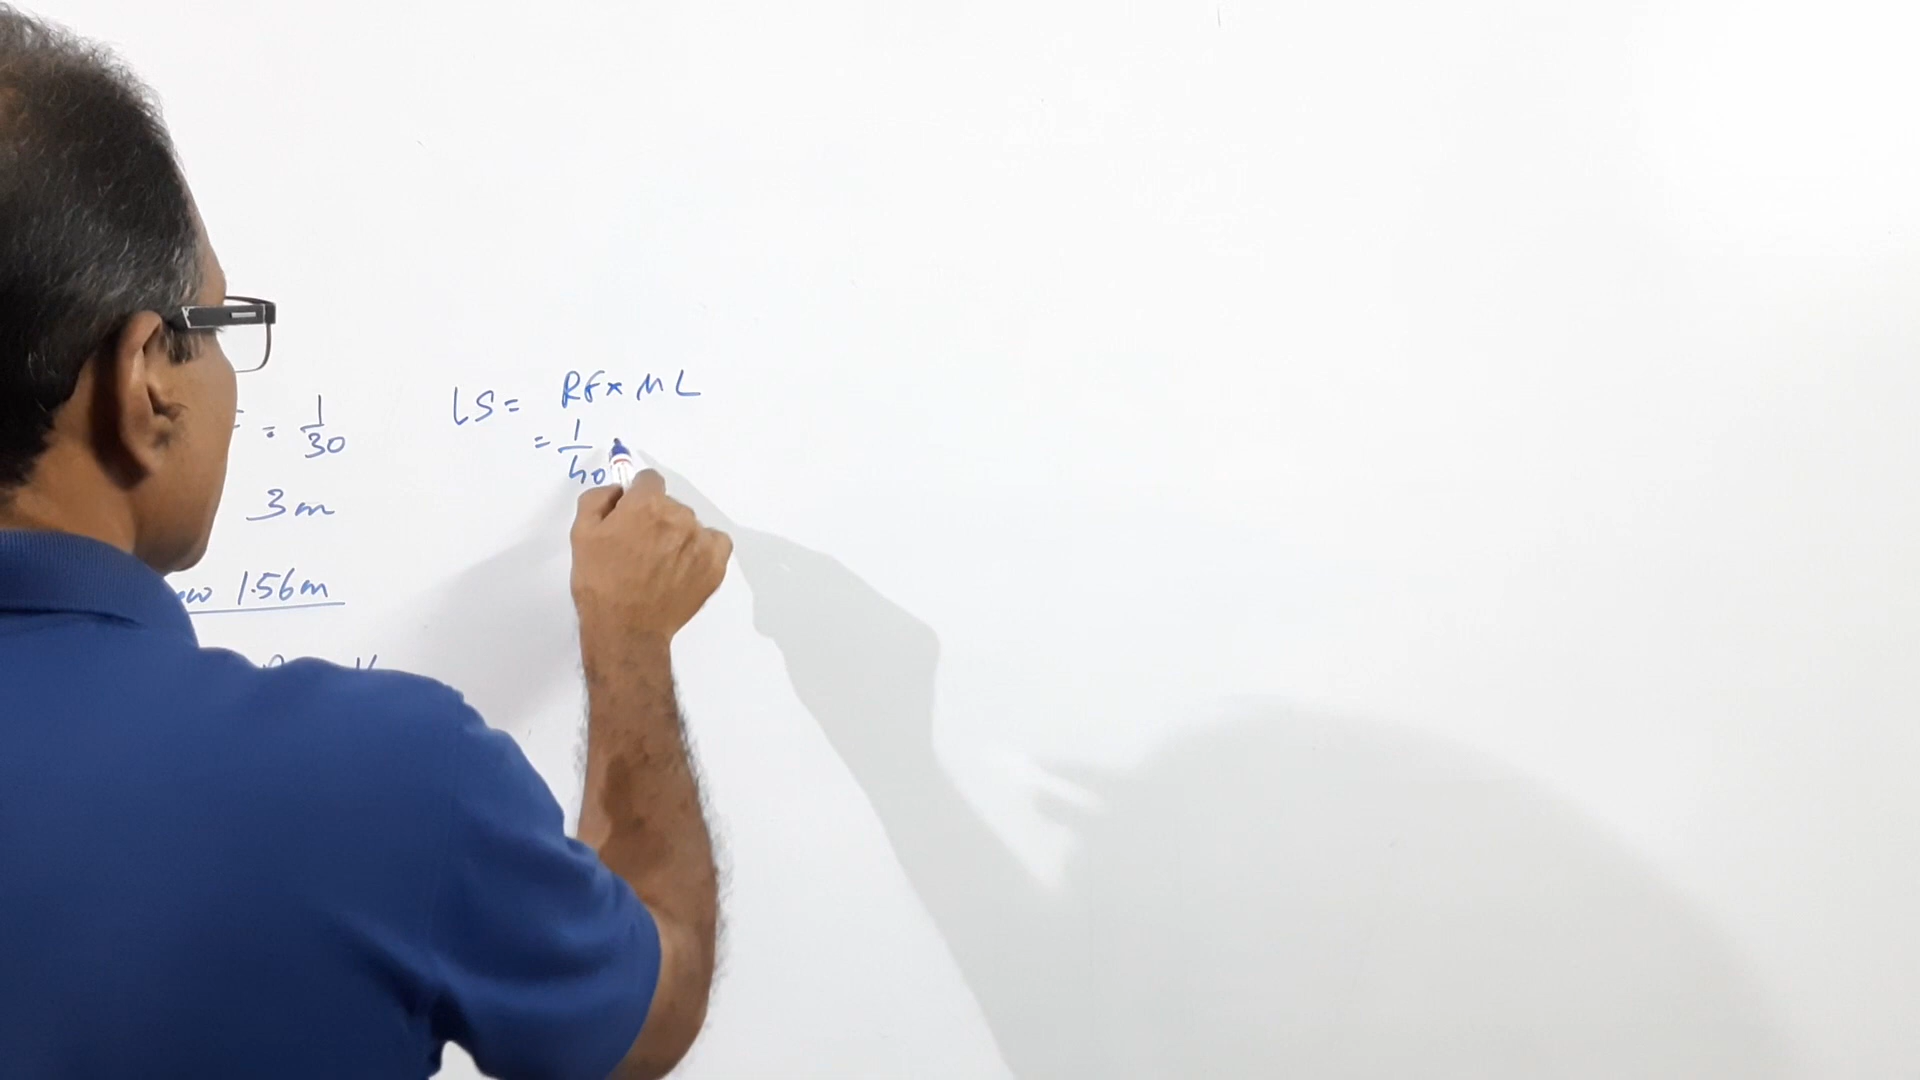 = 1/30
3m
1.56m
LS = RF x ML
= 1/40